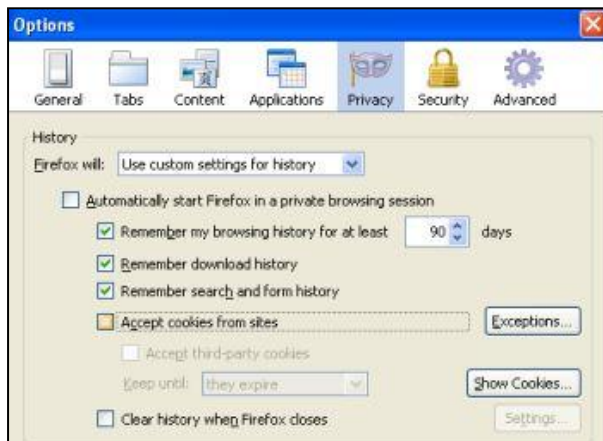 Options
General Tabs Content Applications Privacy Security Advanced
History
Firefox will: Use custom settings for history
Automatically start Firefox in a private browsing session
Remember my browsing history for at least 90 days
Remember download history
Remember search and form history
Accept cookies from sites Exceptions...
Accept third-party cookies
Keep until: they expire Show Cookies...
Clear history when Firefox closes Settings...